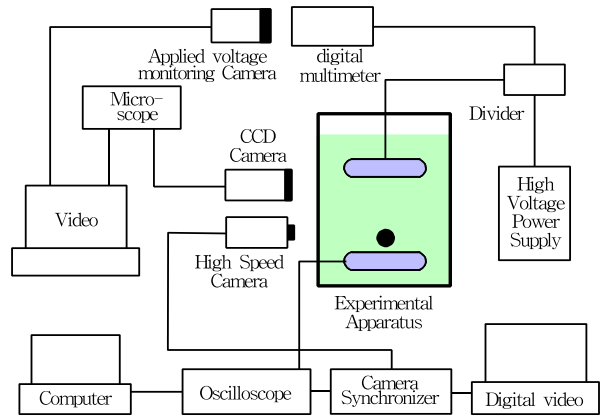 Applied voltage
monitoring Camera
digital
multimeter
Micro-
scope
Divider
CCD
Camera
High
Voltage
Power
Supply
Video
High Speed
Camera
Experimental
Apparatus
Computer
Oscilloscope
Camera
Synchronizer
Digital video